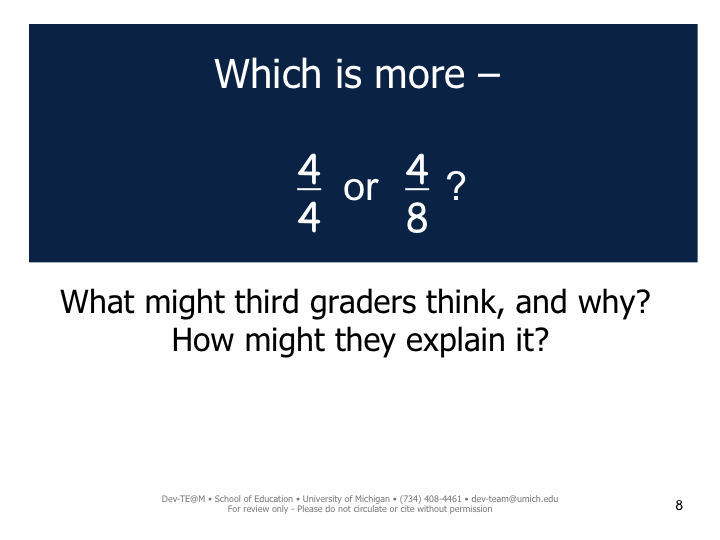 Which is more –
4/4 or 4/8 ?
What might third graders think, and why?
How might they explain it?
Dev-TE@M • School of Education • University of Michigan • (734) 408-4461 • dev-team@umich.edu
For review only - Please do not circulate or cite without permission
8